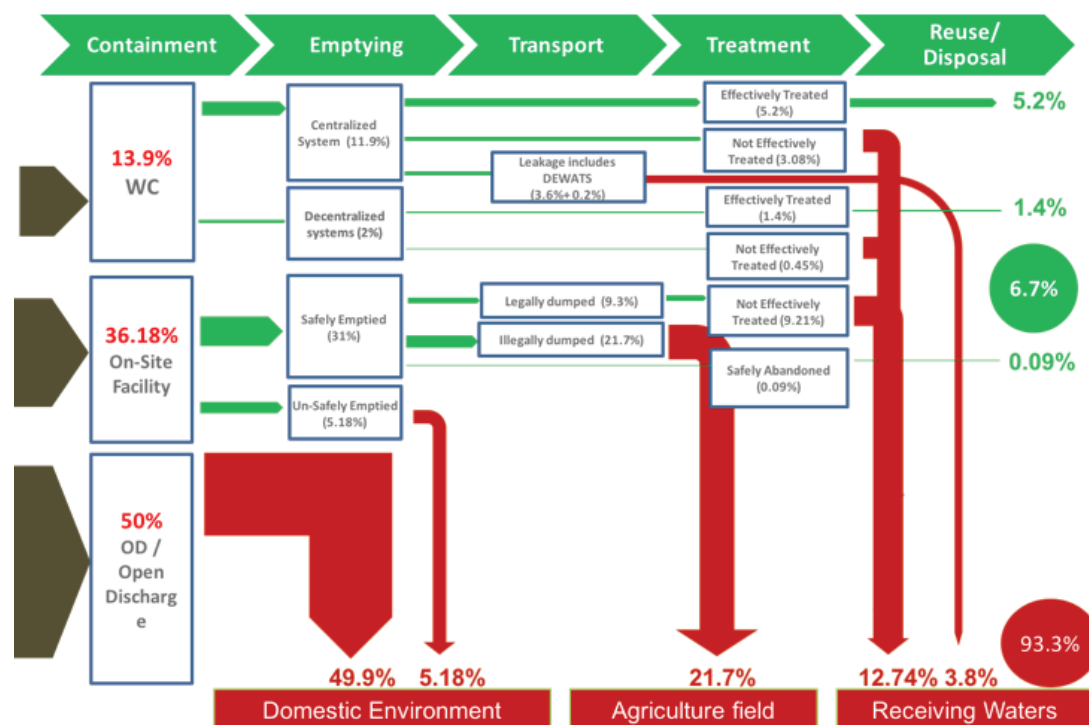 Containment
Emptying
Transport
Treatment
Reuse/
Disposal
13.9%
WC
Centralized
System (11.9%)
Decentralized
systems (2%)
Leakage includes
DEWATS
(3.6%+ 0.2%)
Effectively Treated
(5.2%)
Not Effectively
Treated (3.08%)
Effectively Treated
(1.4%)
Not Effectively
Treated (0.45%)
5.2%
1.4%
6.7%
36.18%
On-Site
Facility
Safely Emptied
(31%)
Un-Safely Emptied
(5.18%)
Legally dumped (9.3%)
Illegally dumped (21.7%)
Not Effectively
Treated (9.21%)
Safely Abandoned
(0.09%)
0.09%
50%
OD /
Open
Discharg
e
93.3%
49.9%
5.18%
21.7%
12.74%
3.8%
Domestic Environment
Agriculture field
Receiving Waters